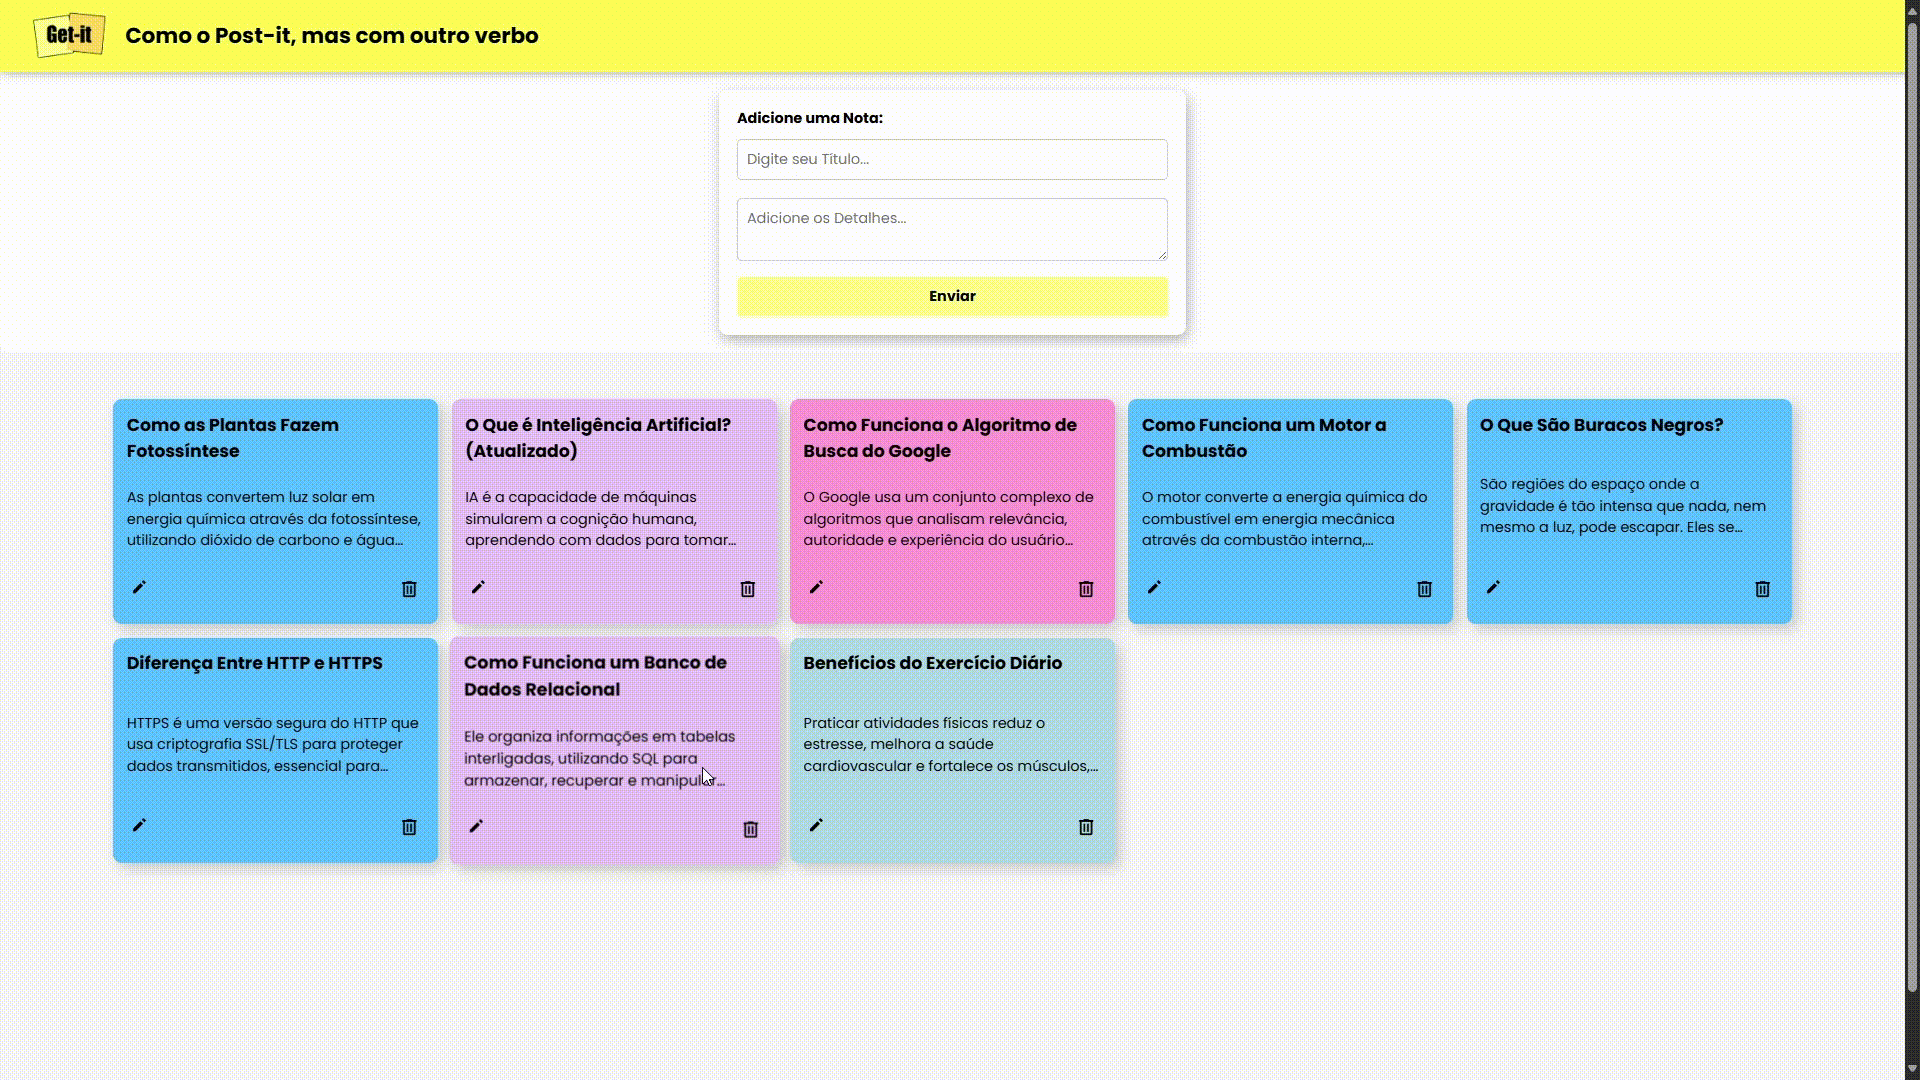 Get-it
Como o Post-it, mas com outro verbo
Adicione uma Nota:
Digite seu Título...
Adicione os Detalhes...
Enviar
Como as Plantas Fazem
Fotossíntese
As plantas convertem luz solar em
energia química através da fotossíntese,
utilizando dióxido de carbono e água...
O Que é Inteligência Artificial?
(Atualizado)
IA é a capacidade de máquinas
simularem a cognição humana,
aprendendo com dados para tomar...
Como Funciona o Algoritmo de
Busca do Google
O Google usa um conjunto complexo de
algoritmos que analisam relevância,
autoridade e experiência do usuário...
Como Funciona um Motor a
Combustão
O motor converte a energia química do
combustível em energia mecânica
através da combustão interna,...
O Que São Buracos Negros?
São regiões do espaço onde a
gravidade é tão intensa que nada, nem
mesmo a luz, pode escapar. Eles se...
Diferença Entre HTTP e HTTPS
HTTPS é uma versão segura do HTTP que
usa criptografia SSL/TLS para proteger
dados transmitidos, essencial para...
Como Funciona um Banco de
Dados Relacional
Ele organiza informações em tabelas
interligadas, utilizando SQL para
armazenar, recuperar e manipular...
Benefícios do Exercício Diário
Praticar atividades físicas reduz o
estresse, melhora a saúde
cardiovascular e fortalece os músculos,...